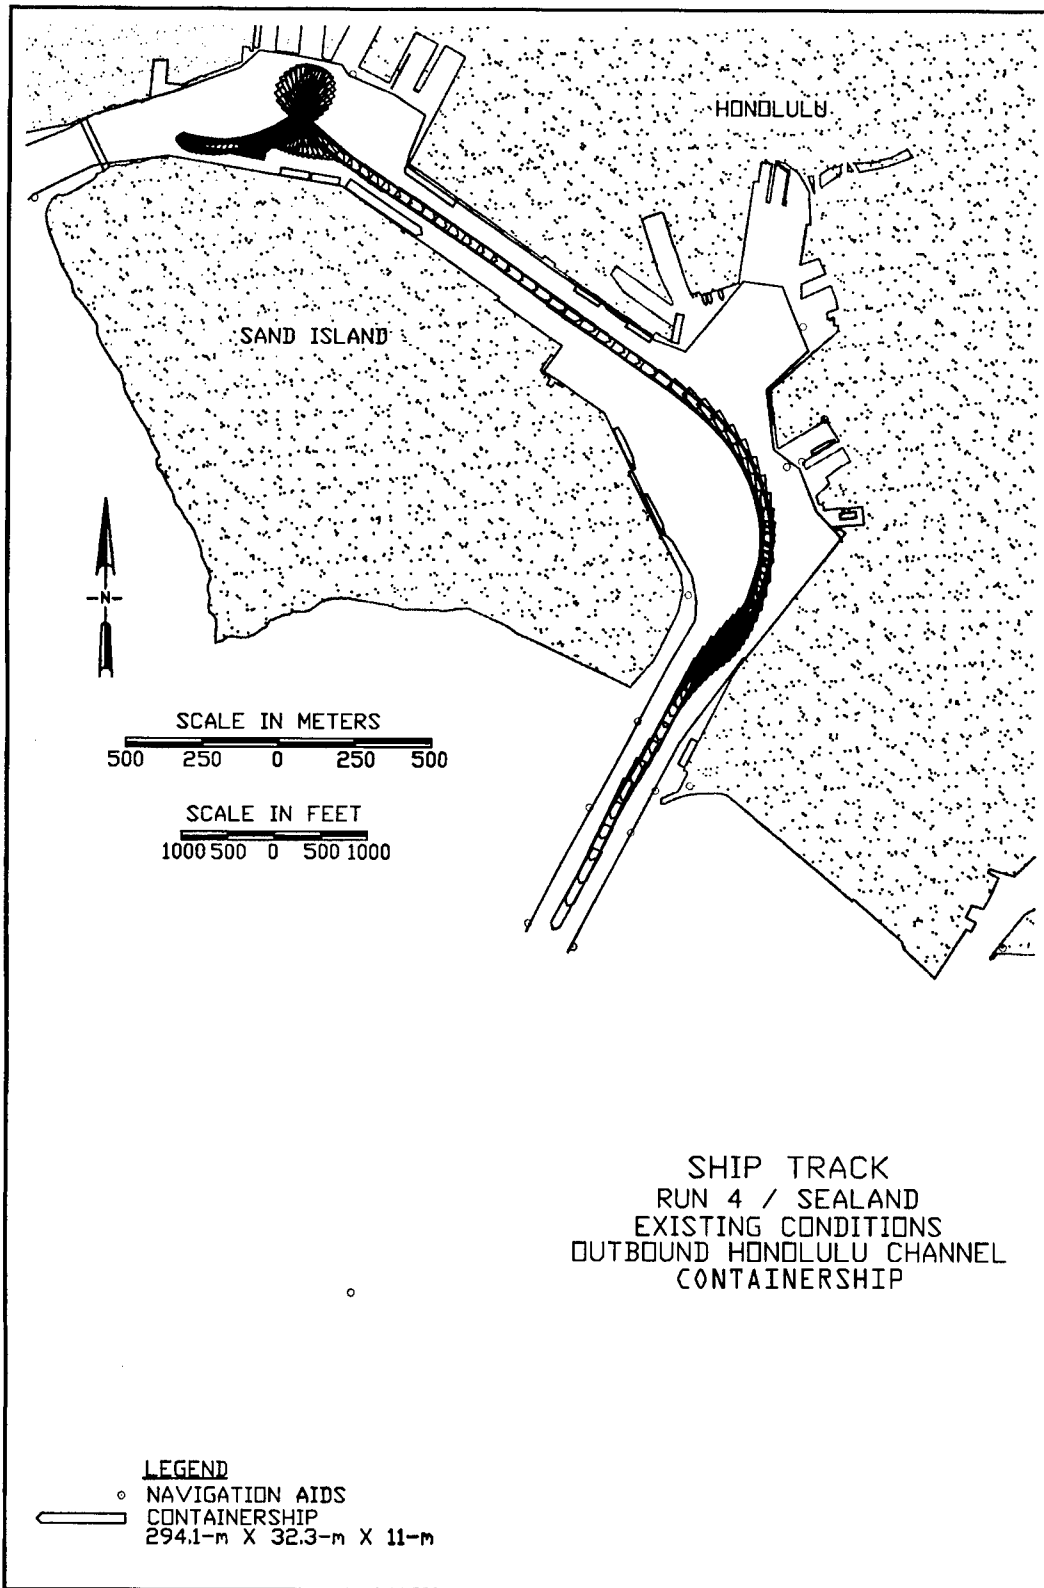 HONOLULU
SAND ISLAND
-N-
SCALE IN METERS
500 250 0 250 500
SCALE IN FEET
1000 500 0 500 1000
SHIP TRACK
RUN 4 / SEALAND
EXISTING CONDITIONS
OUTBOUND HONOLULU CHANNEL
CONTAINERSHIP
LEGEND
NAVIGATION AIDS
CONTAINERSHIP
294.1-m X 32.3-m X 11-m